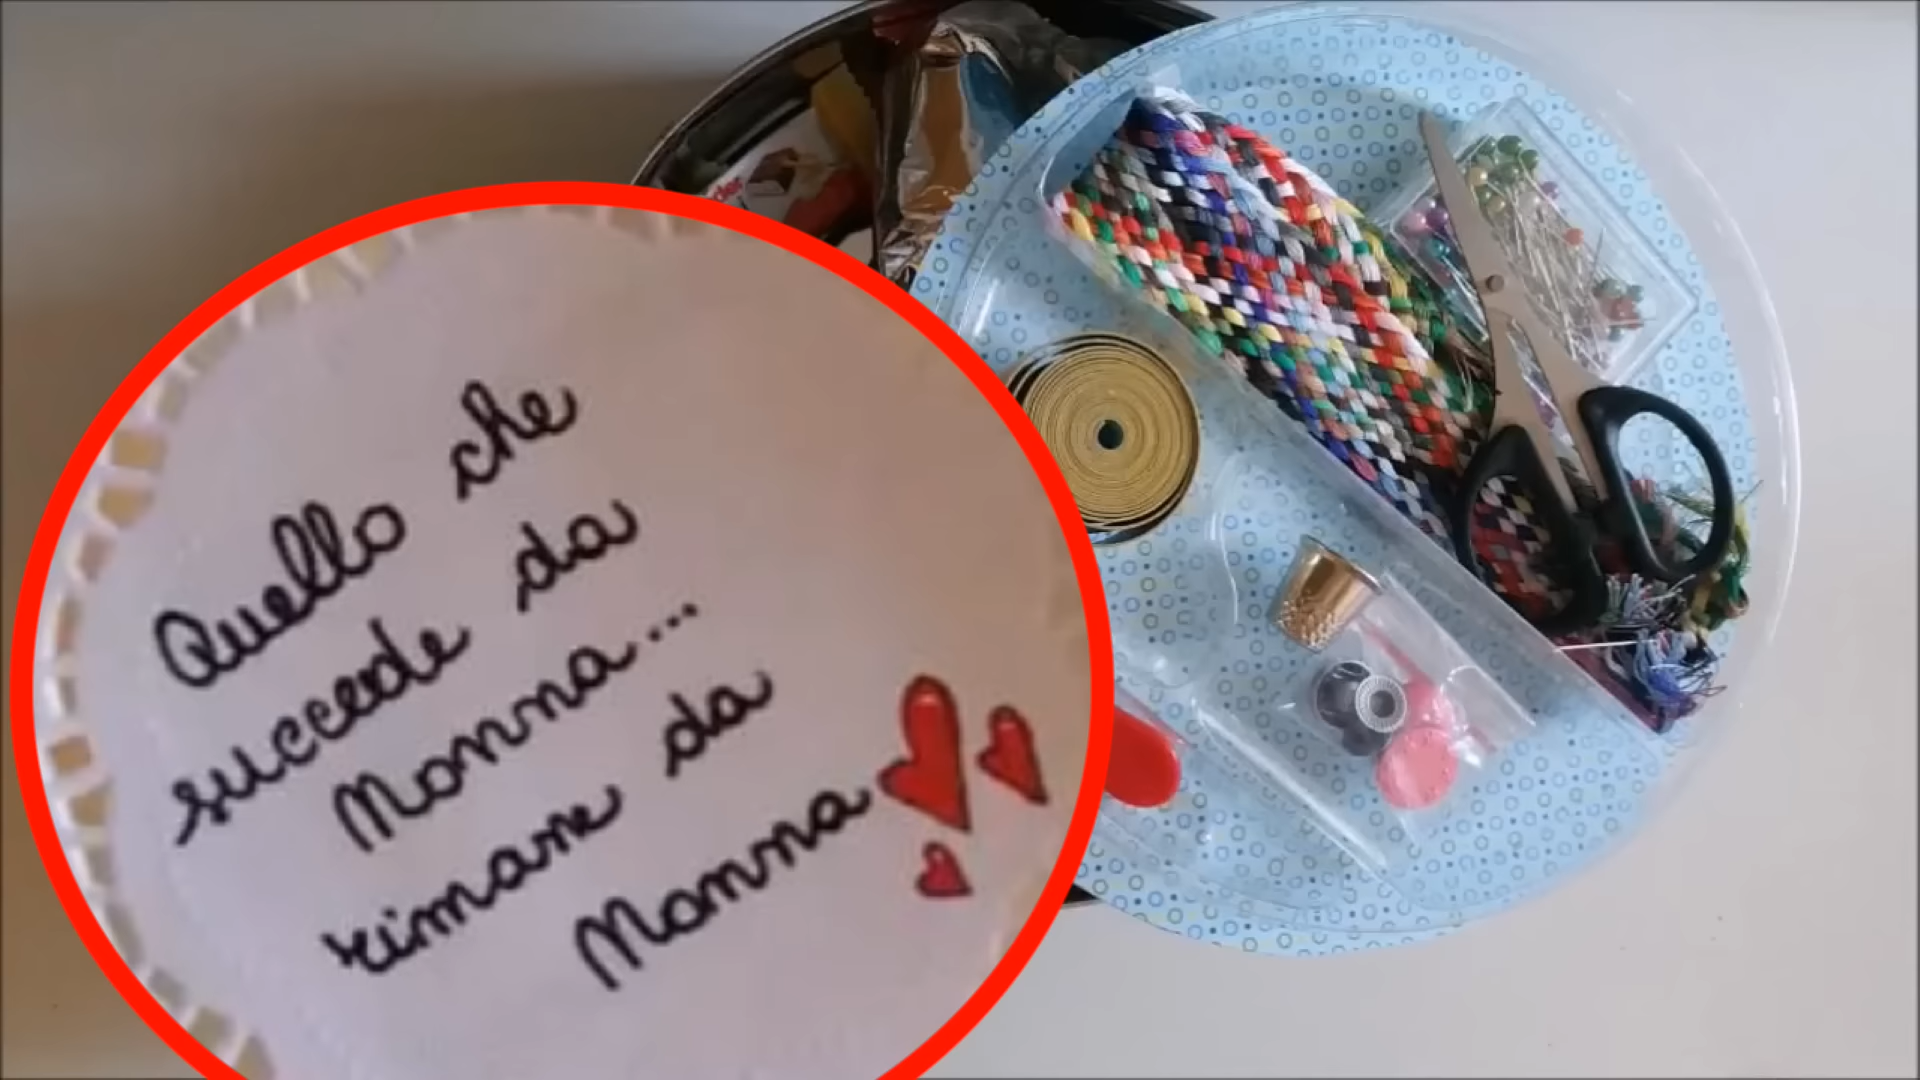 Quello che
succede da
Nonna...
rimane da
Nonna